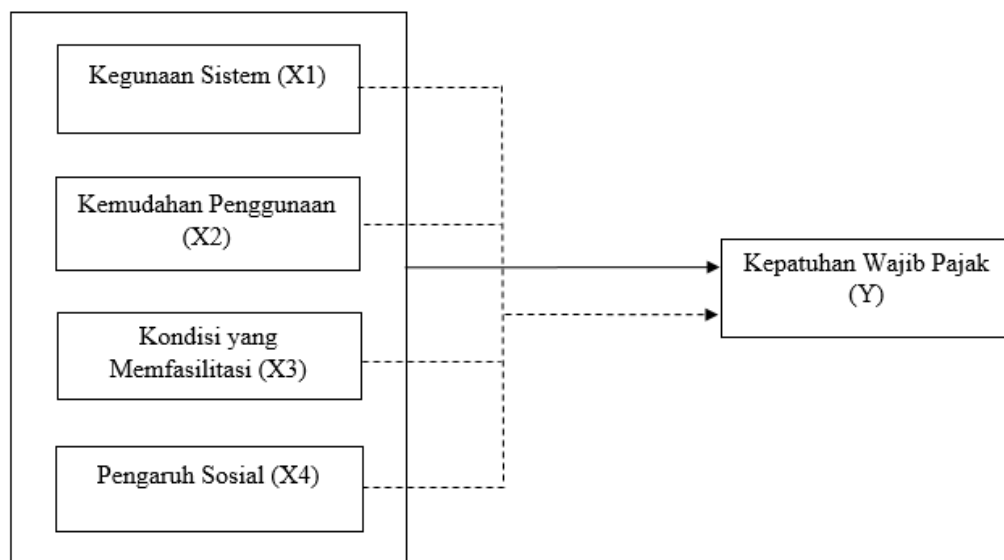 Kegunaan Sistem (X1)
Kemudahan Penggunaan
(X2)
Kondisi yang
Memfasilitasi (X3)
Pengaruh Sosial (X4)
Kepatuhan Wajib Pajak
(Y)